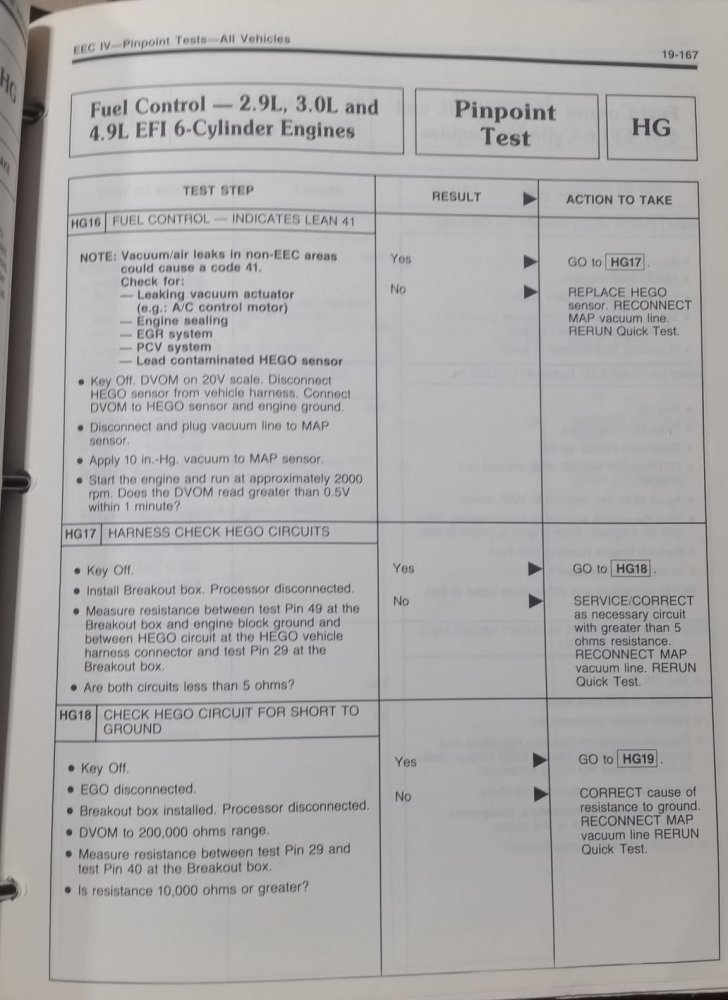 EEC IV—Pinpoint Tests—All Vehicles
19-167
Fuel Control — 2.9L, 3.0L and
4.9L EFI 6-Cylinder Engines
Pinpoint
Test
HG
TEST STEP
RESULT ▶
ACTION TO TAKE
HG16 FUEL CONTROL — INDICATES LEAN 41
NOTE: Vacuum/air leaks in non-EEC areas
could cause a code 41.
Check for:
— Leaking vacuum actuator
(e.g.: A/C control motor)
— Engine sealing
— EGR system
— PCV system
— Lead contaminated HEGO sensor
● Key Off. DVOM on 20V scale. Disconnect
HEGO sensor from vehicle harness. Connect
DVOM to HEGO sensor and engine ground.
● Disconnect and plug vacuum line to MAP
sensor.
● Apply 10 in.-Hg. vacuum to MAP sensor.
● Start the engine and run at approximately 2000
rpm. Does the DVOM read greater than 0.5V
within 1 minute?
Yes ▶
GO to HG17.
No ▶
REPLACE HEGO
sensor. RECONNECT
MAP vacuum line.
RERUN Quick Test.
HG17 HARNESS CHECK HEGO CIRCUITS
● Key Off.
● Install Breakout box. Processor disconnected.
● Measure resistance between test Pin 49 at the
Breakout box and engine block ground and
between HEGO circuit at the HEGO vehicle
harness connector and test Pin 29 at the
Breakout box.
● Are both circuits less than 5 ohms?
Yes ▶
GO to HG18.
No ▶
SERVICE/CORRECT
as necessary circuit
with greater than 5
ohms resistance.
RECONNECT MAP
vacuum line. RERUN
Quick Test.
HG18 CHECK HEGO CIRCUIT FOR SHORT TO
GROUND
● Key Off.
● EGO disconnected.
● Breakout box installed. Processor disconnected.
● DVOM to 200,000 ohms range.
● Measure resistance between test Pin 29 and
test Pin 40 at the Breakout box.
● Is resistance 10,000 ohms or greater?
Yes ▶
GO to HG19.
No ▶
CORRECT cause of
resistance to ground.
RECONNECT MAP
vacuum line RERUN
Quick Test.